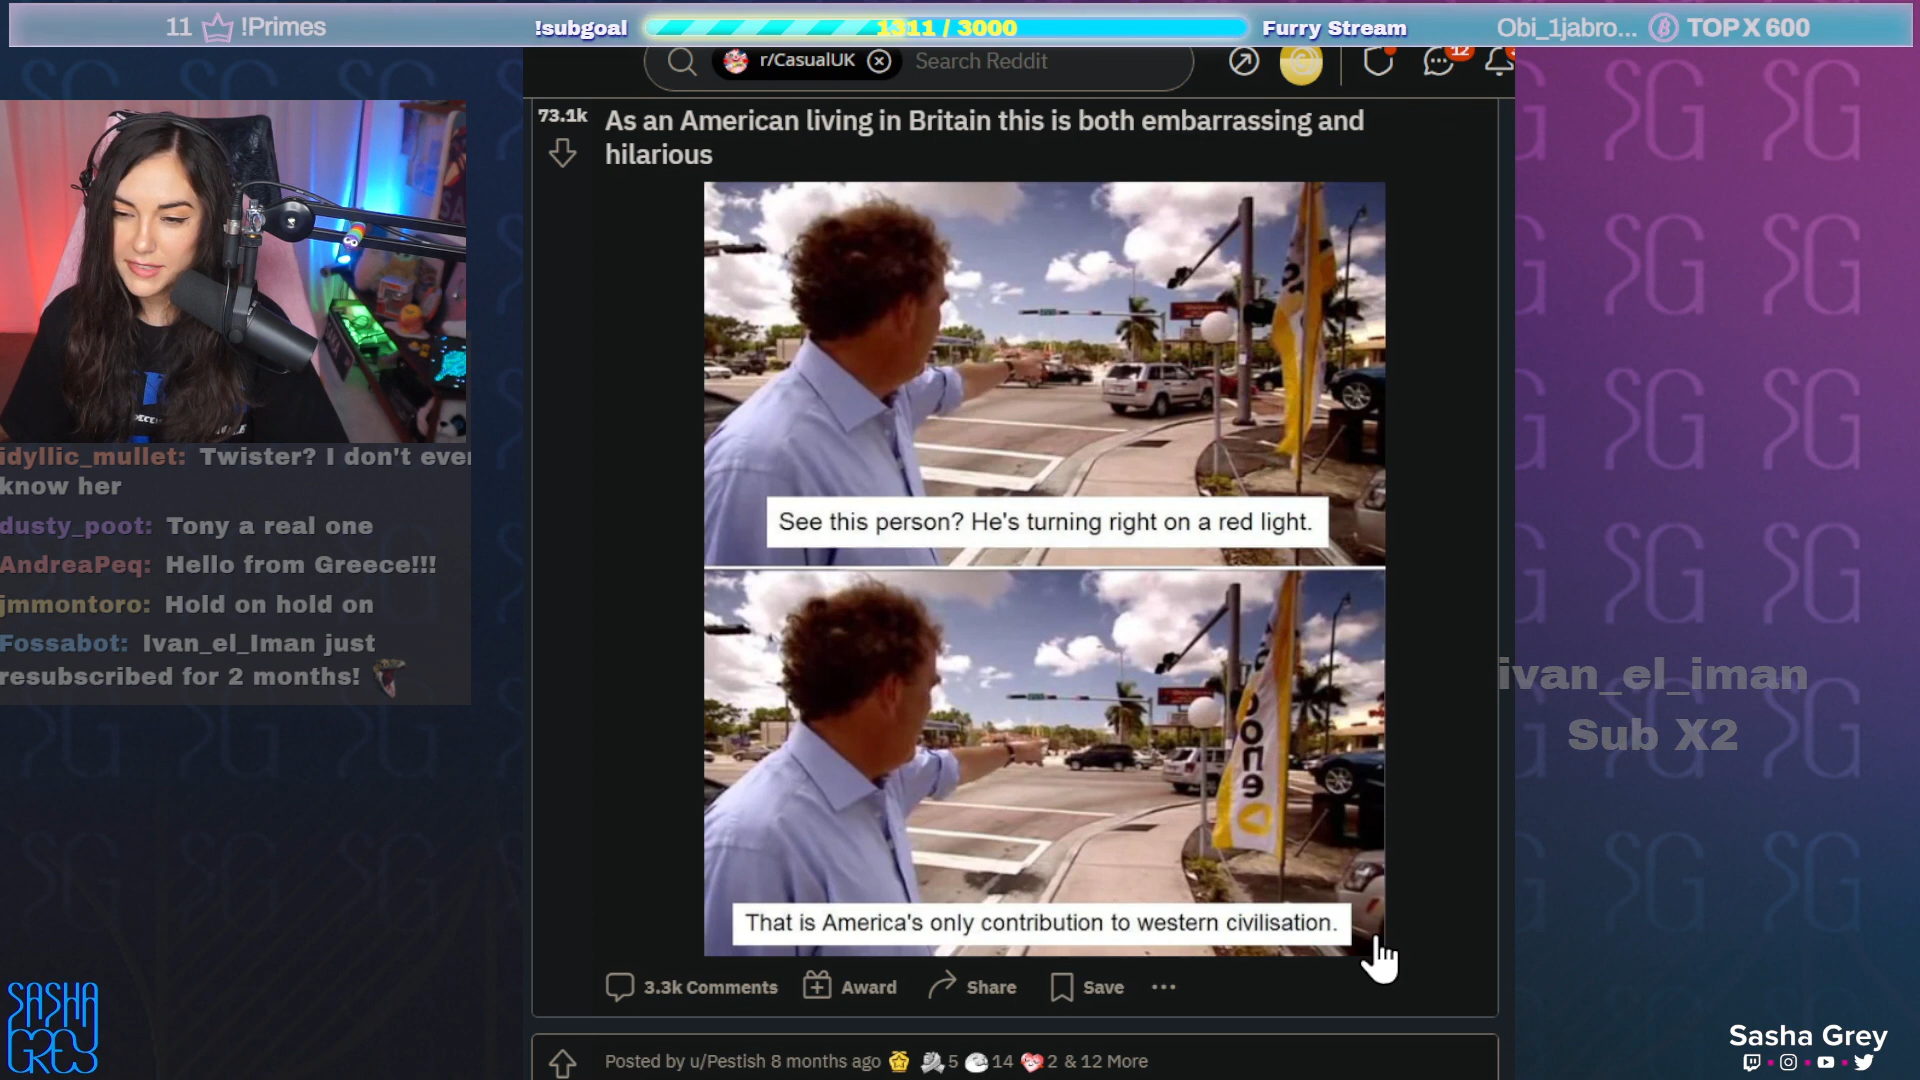 11 !Primes
!subgoal
1311 / 3000
Furry Stream
Obi_1jabro...
TOP X 600
r/CasualUK
Search Reddit
12
73.1k
As an American living in Britain this is both embarrassing and
hilarious
See this person? He's turning right on a red light.
one
That is America's only contribution to western civilisation.
3.3k Comments
Award
Share
Save
Posted by u/Pestish 8 months ago
5
14
2
& 12 More
idyllic_mullet: Twister? I don't ever
know her
dusty_poot: Tony a real one
AndreaPeq: Hello from Greece!!!
jmmontoro: Hold on hold on
Fossabot: Ivan_el_Iman just
resubscribed for 2 months!
ivan_el_iman
Sub X2
SASHA
GREY
Sasha Grey
SG